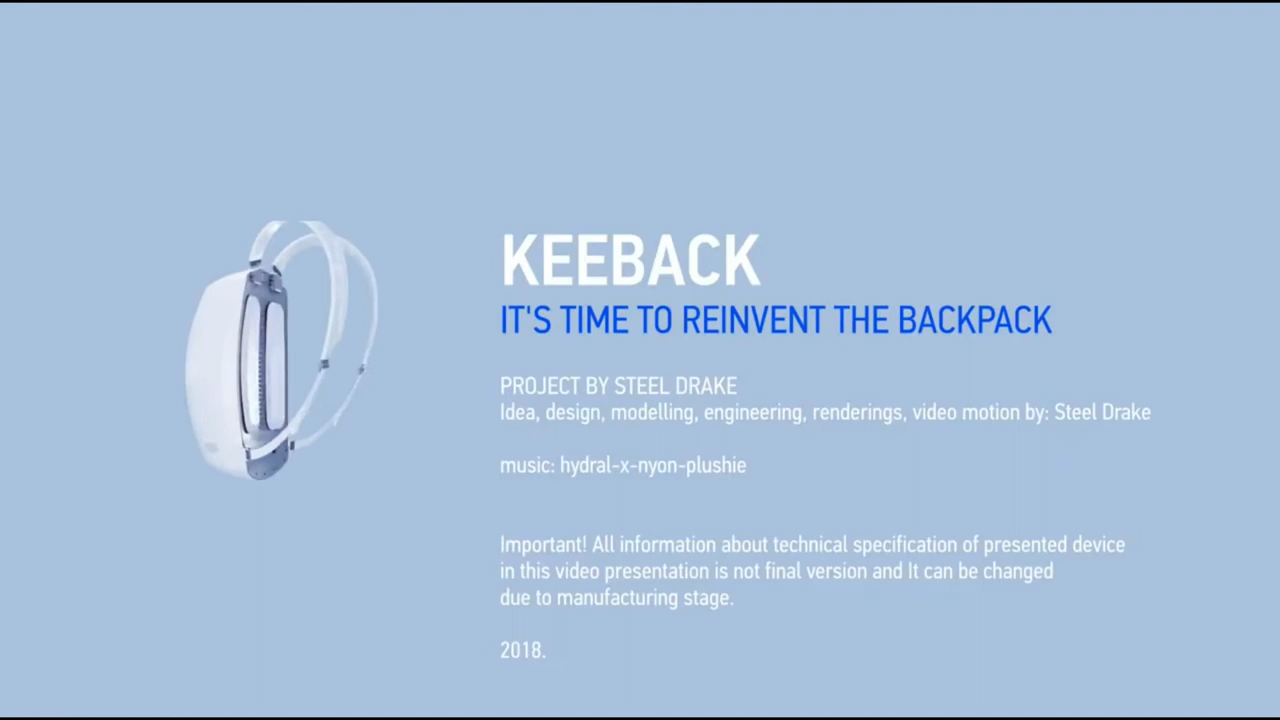 KEEBACK
IT'S TIME TO REINVENT THE BACKPACK
PROJECT BY STEEL DRAKE
Idea, design, modelling, engineering, renderings, video motion by: Steel Drake
music: hydral-x-nyon-plushie
Important! All information about technical specification of presented device
in this video presentation is not final version and It can be changed
due to manufacturing stage.
2018.